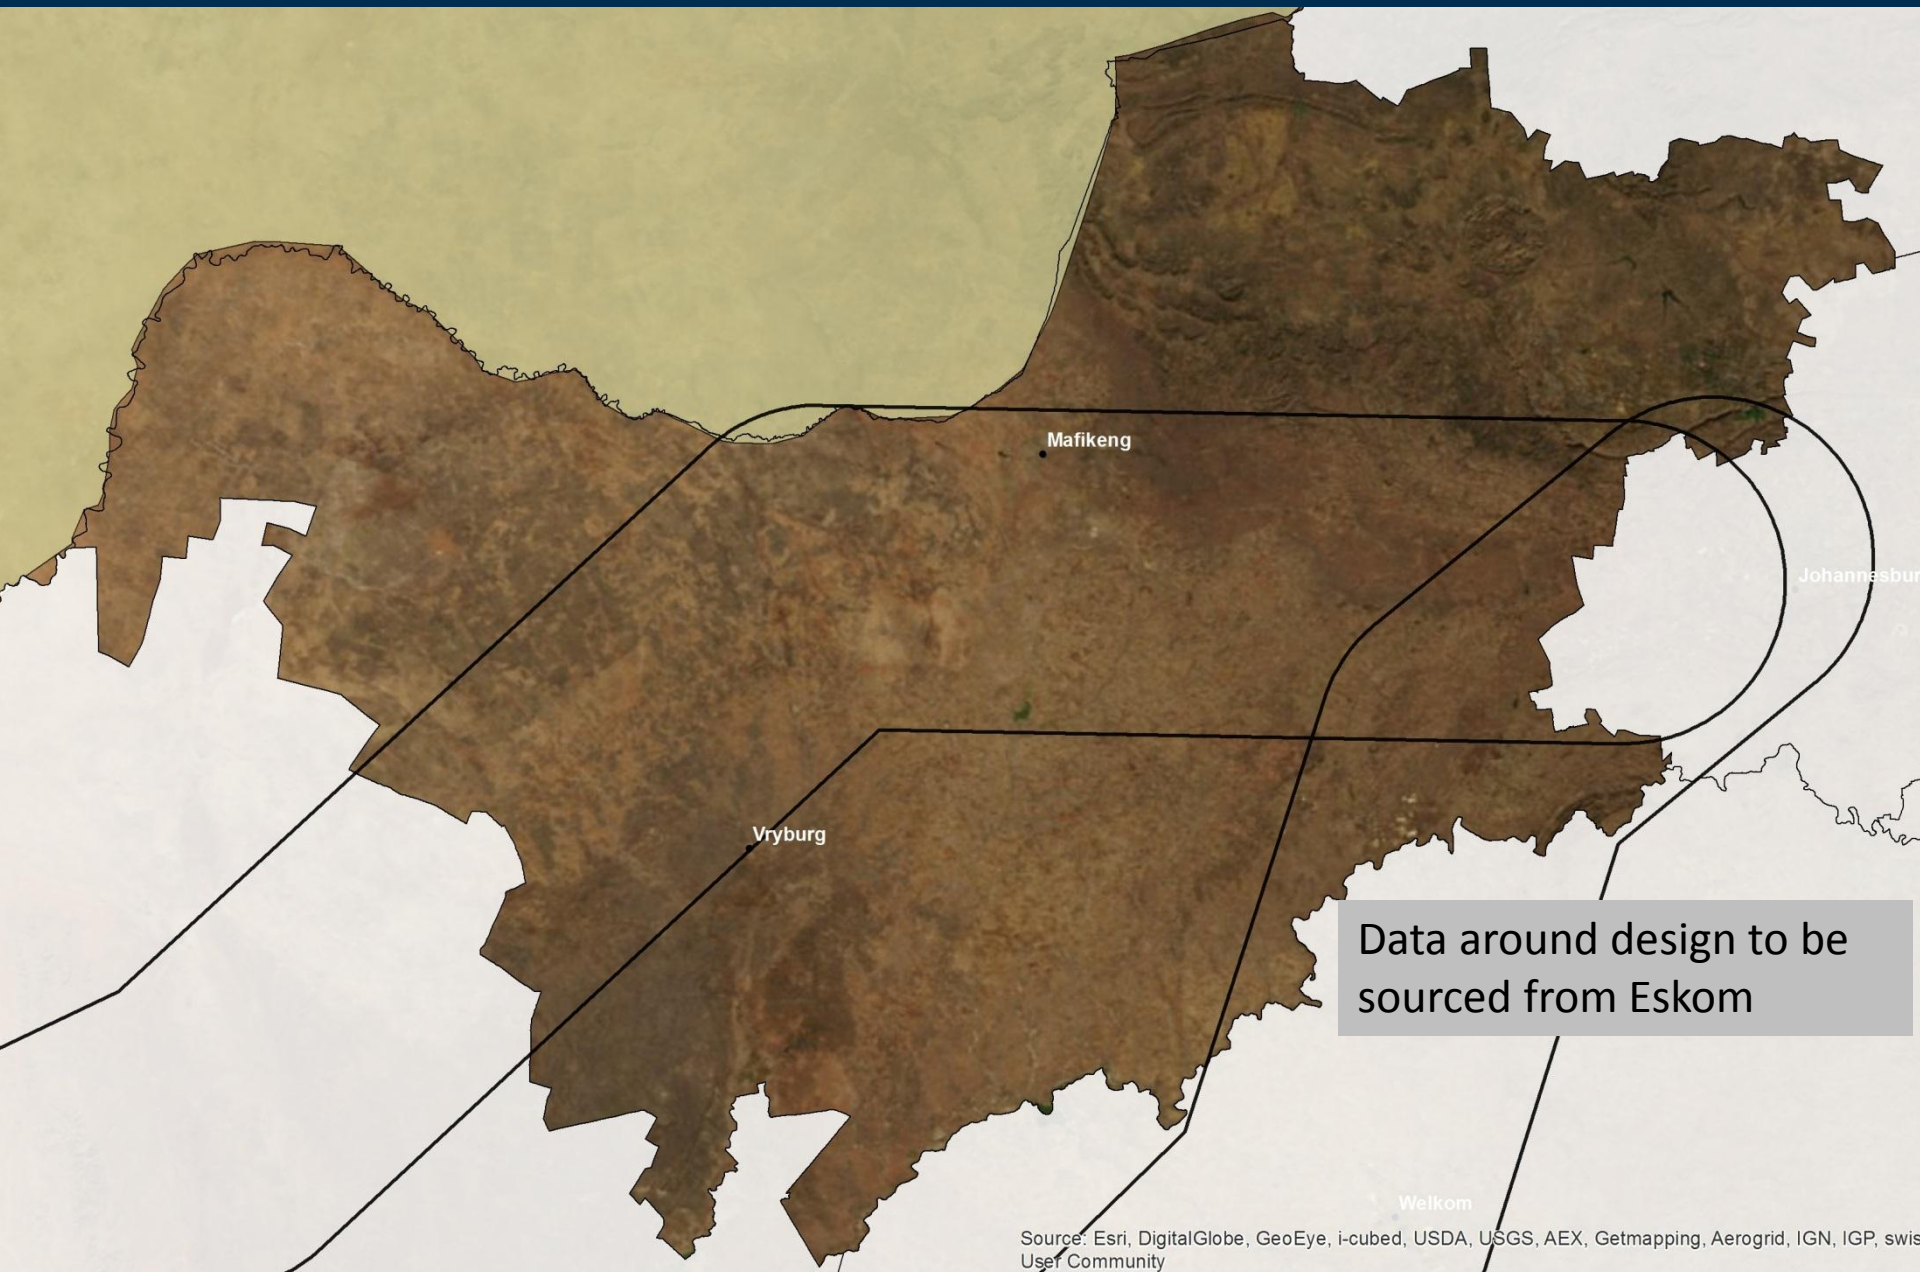 Mafikeng
Johannesbur
Vryburg
Data around design to be
sourced from Eskom
Welkom
Source: Esri, DigitalGlobe, GeoEye, i-cubed, USDA, USGS, AEX, Getmapping, Aerogrid, IGN, IGP, swis
User Community